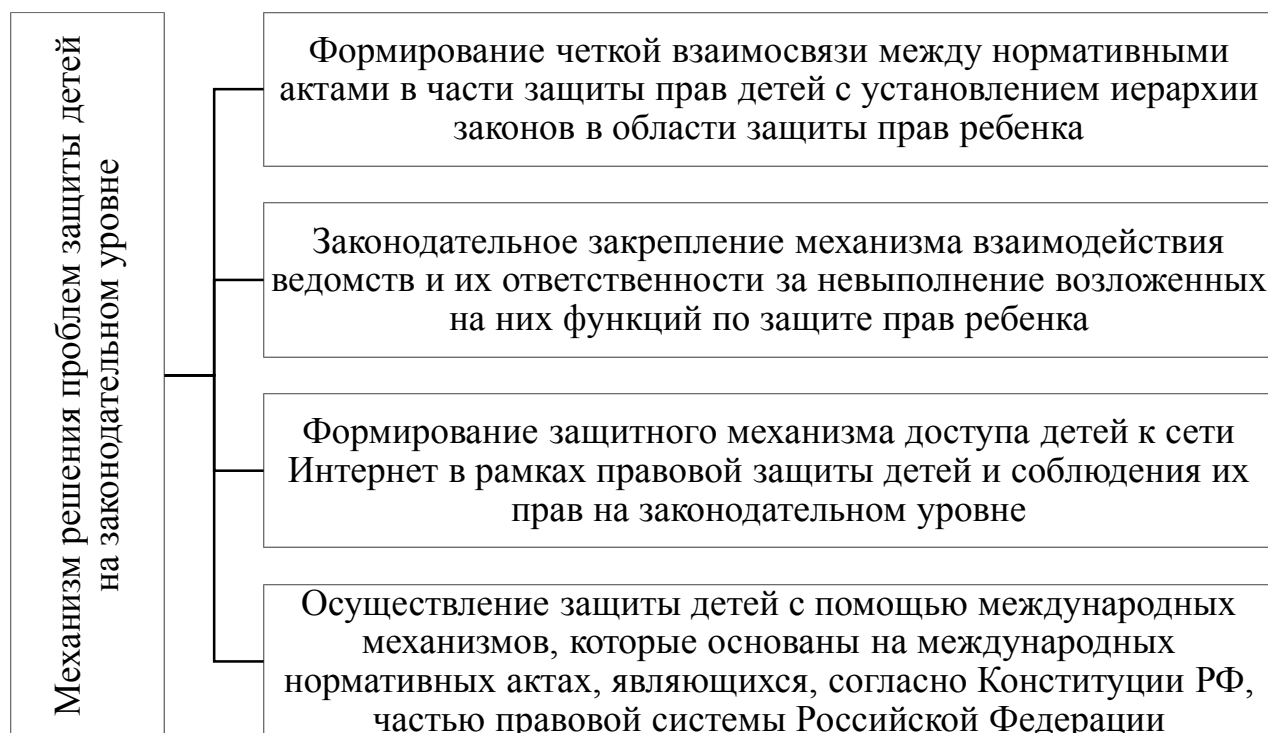 Механизм решения проблем защиты детей
на законодательном уровне
Формирование четкой взаимосвязи между нормативными
актами в части защиты прав детей с установлением иерархии
законов в области защиты прав ребенка
Законодательное закрепление механизма взаимодействия
ведомств и их ответственности за невыполнение возложенных
на них функций по защите прав ребенка
Формирование защитного механизма доступа детей к сети
Интернет в рамках правовой защиты детей и соблюдения их
прав на законодательном уровне
Осуществление защиты детей с помощью международных
механизмов, которые основаны на международных
нормативных актах, являющихся, согласно Конституции РФ,
частью правовой системы Российской Федерации